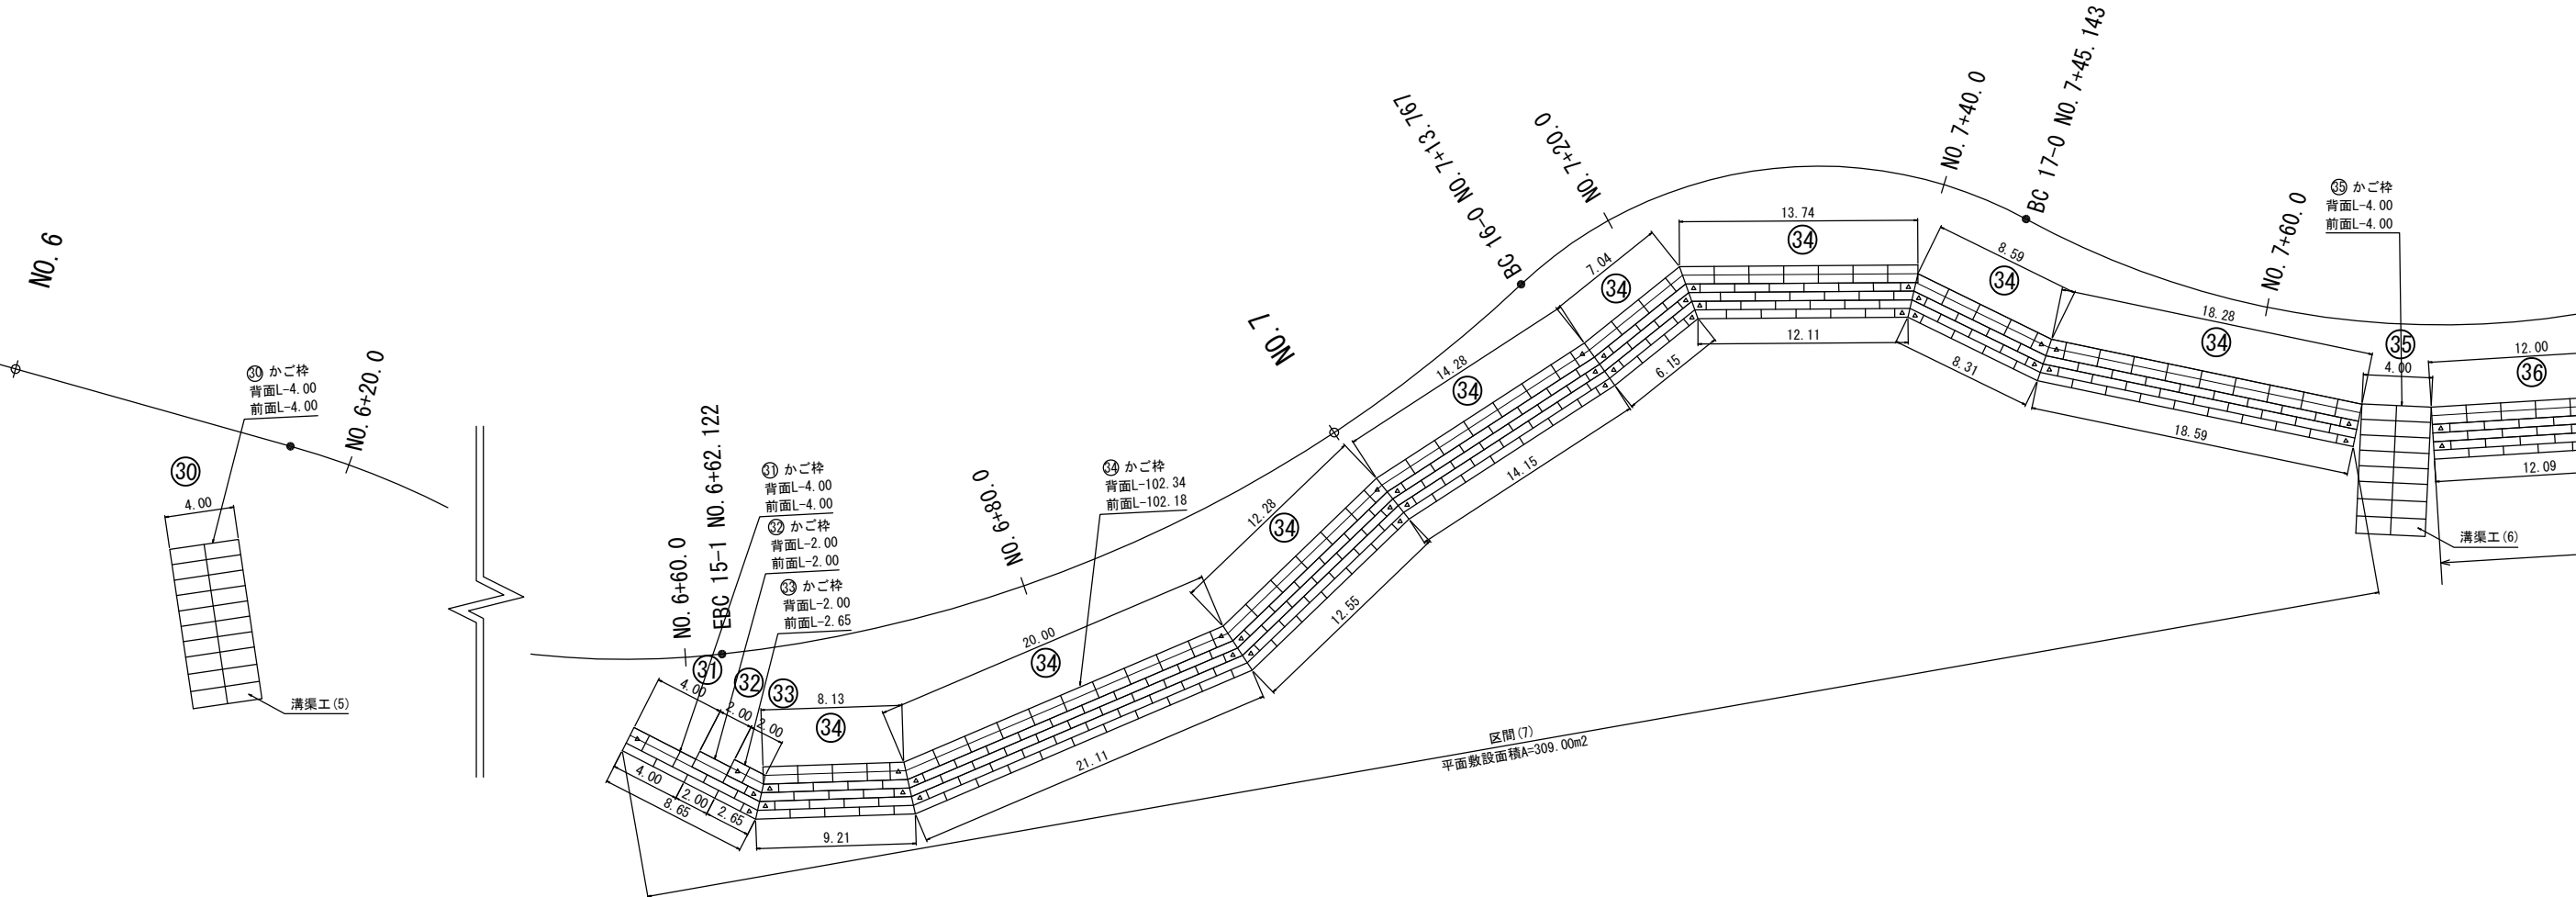 NO. 6
㉚ かご枠
背面L-4.00
前面L-4.00
NO. 6+20.0
㉚
4.00
溝渠工(5)
NO. 6+60.0
EBC 15-1 NO. 6+62.122
㉛ かご枠
背面L-4.00
前面L-4.00
㉜ かご枠
背面L-2.00
前面L-2.00
㉝ かご枠
背面L-2.00
前面L-2.65
㉛
㉜
㉝
4.00
2.00
2.00
4.00
2.00
2.65
8.65
8.13
㉞
9.21
NO. 6+80.0
20.00
㉞
21.11
㉞ かご枠
背面L-102.34
前面L-102.18
NO. 7
12.28
㉞
12.55
14.28
㉞
14.15
BC 16-0 NO. 7+13.767
NO. 7+20.0
7.04
㉞
6.15
13.74
㉞
12.11
NO. 7+40.0
BC 17-0 NO. 7+45.143
8.59
㉞
8.31
18.28
㉞
18.59
NO. 7+60.0
㉟ かご枠
背面L-4.00
前面L-4.00
㉟
4.00
溝渠工(6)
12.00
㊱
12.09
区間(7)
平面敷設面積A=309.00m2